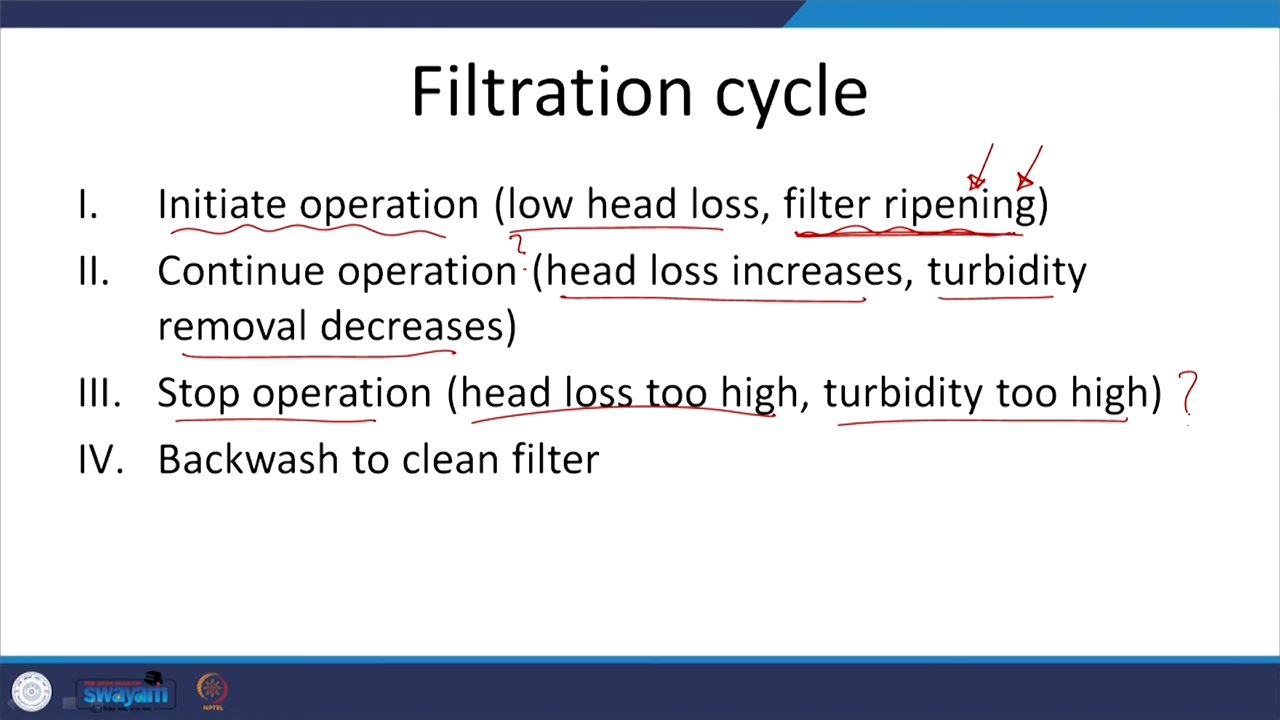 Filtration cycle
I. Initiate operation (low head loss, filter ripening)
?
II. Continue operation (head loss increases, turbidity
removal decreases)
III. Stop operation (head loss too high, turbidity too high) ?
IV. Backwash to clean filter
swayam
NPTEL